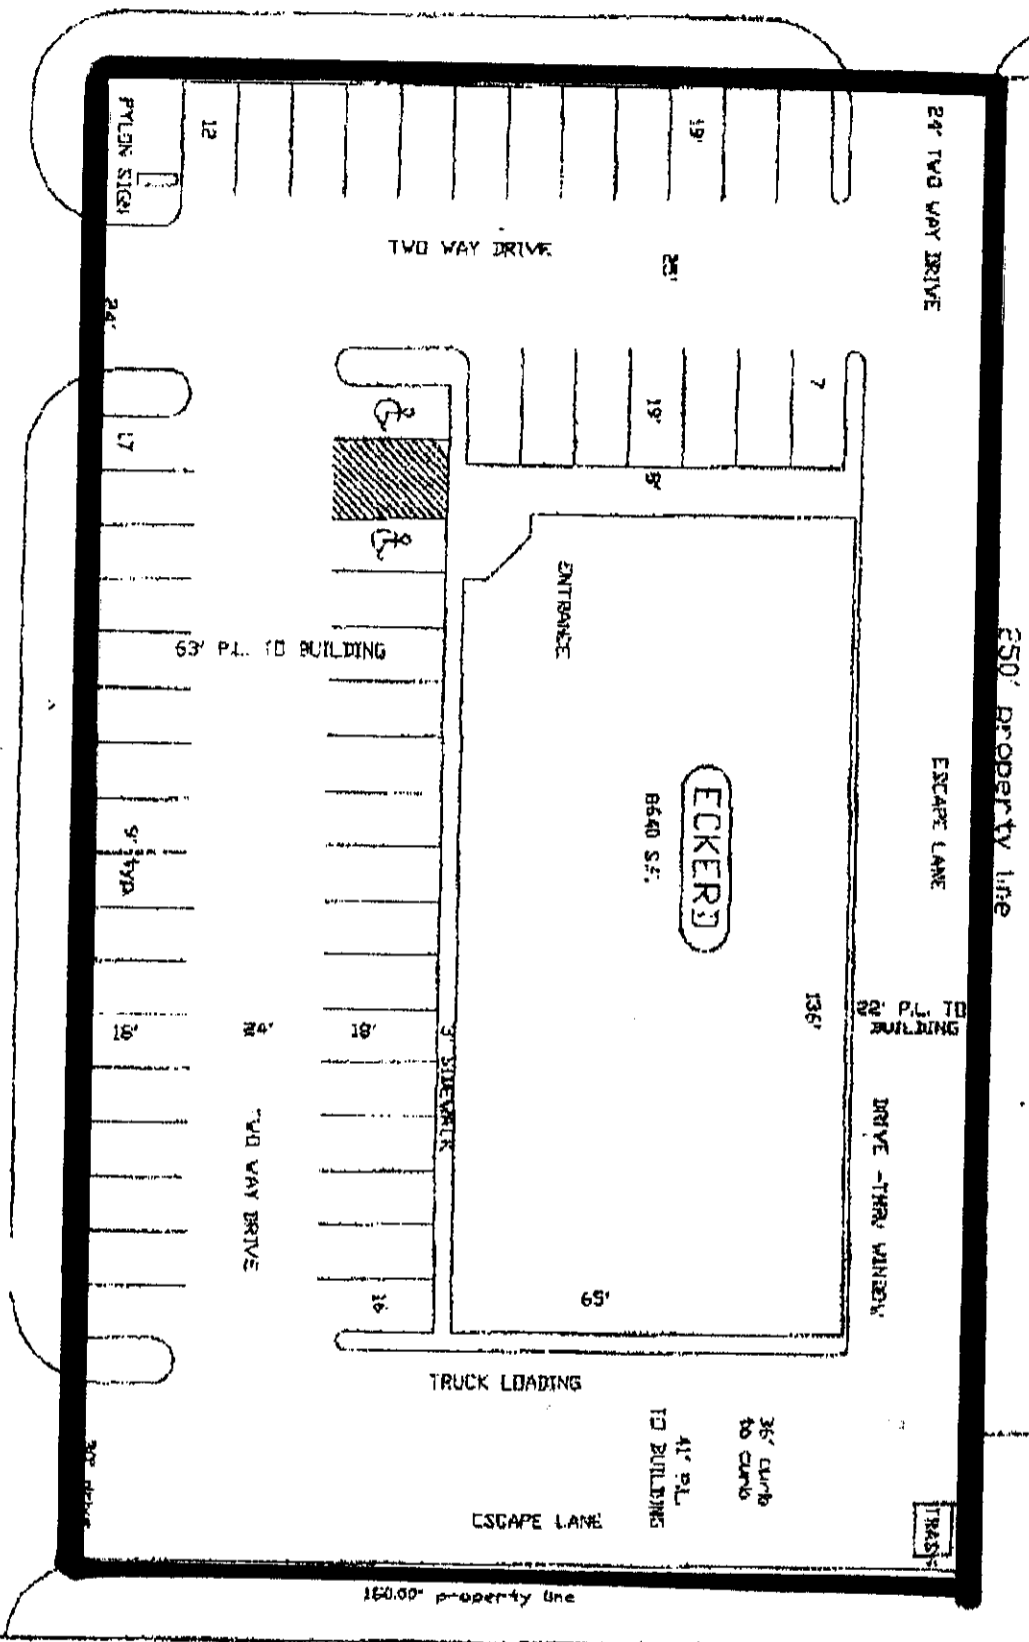 PYLON SIGN
12
19'
24' TWO WAY DRIVE
TWO WAY DRIVE
24'
7
19'
8'
17
ENTRANCE
63' P.L. TO BUILDING
250' property line
ESCAPE LANE
ECKERD
8640 S.F.
9' typ.
136'
22' P.L. TO
BUILDING
18'
24'
18'
3' SIDEWALK
TWO WAY DRIVE
DRIVE -THRU WINDOW
16
65'
TRUCK LOADING
36' curb
to curb
41' P.L.
TO BUILDING
30' drive
ESCAPE LANE
TRASH
160.00' property line